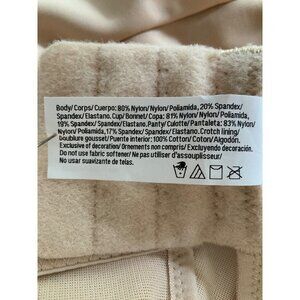 Body/ Corps/ Cuerpo: 80% Nylon/ Nylon/ Poliamida, 20% Spandex/
Spandex/ Elastano. Cup/ Bonnet/ Copa : 81% Nylon/ Nylon/ Poliamida,
19% Spandex/ Spandex/ Elastano. Panty/ Culotte/ Pantaleta: 83% Nylon/
Nylon/ Poliamida, 17% Spandex/ Spandex/ Elastano. Crotch lining/
Doublium gousset/ Puente interior: 100% Cotton/ Coton/ Algodón.
Exclusive of decoration/ Ornements non compris/ Excluyendo decoración.
Do not use fabric softener/ Ne pas utiliser d'assouplisseur/
No usar suavizante de telas.